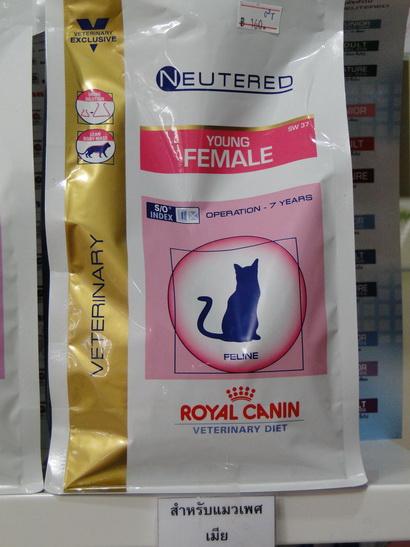 ฿ 160.-
VETERINARY
EXCLUSIVE
NEUTERED
SW 37
YOUNG
FEMALE
S/O
INDEX
OPERATION - 7 YEARS
VETERINARY
FELINE
ROYAL CANIN
VETERINARY DIET
สำหรับแมวเพศ
เมีย